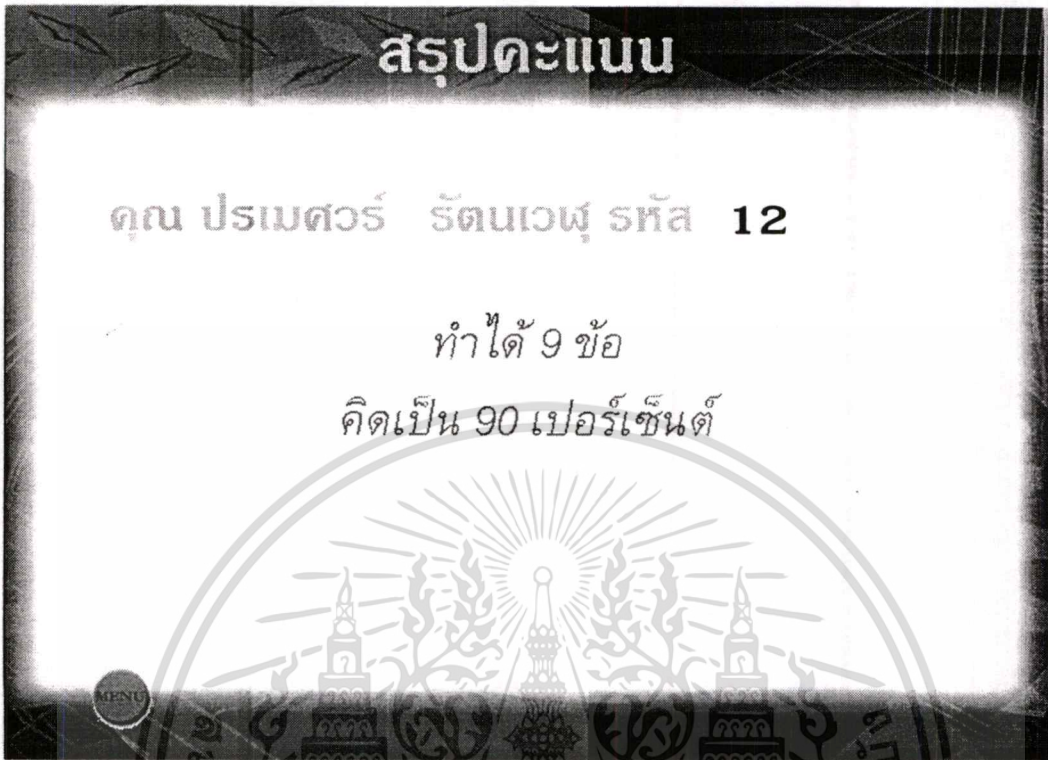 สรุปคะแนน
คุณ ปรเมศวร์ รัตนเวฬุ รหัส 12
ทำได้ 9 ข้อ
คิดเป็น 90 เปอร์เซ็นต์
MENU